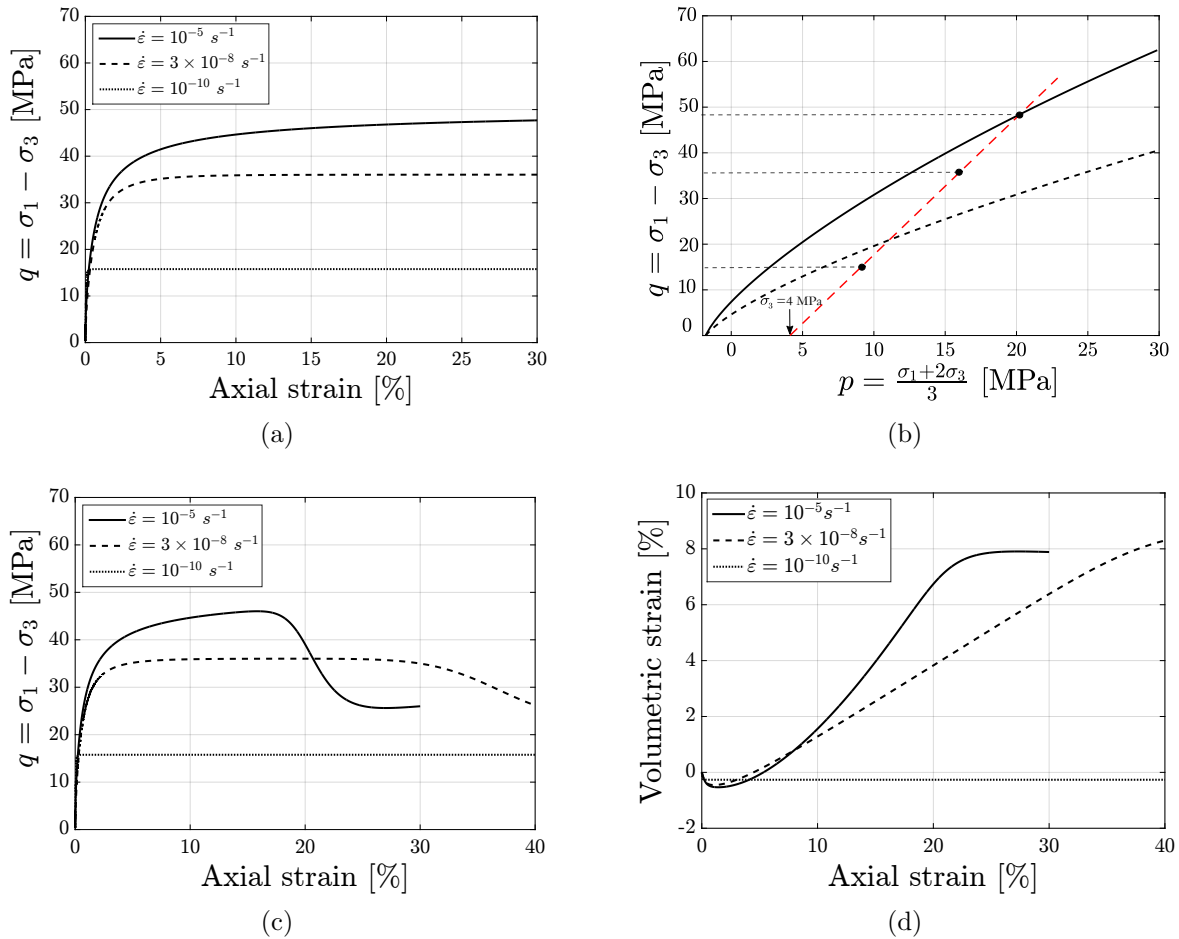 70
60
50
40
30
20
10
0
q = σ₁ − σ₃ [MPa]
ε̇ = 10⁻⁵ s⁻¹
ε̇ = 3 × 10⁻⁸ s⁻¹
ε̇ = 10⁻¹⁰ s⁻¹
0 5 10 15 20 25 30
Axial strain [%]
(a)
70
60
50
40
30
20
10
0
q = σ₁ − σ₃ [MPa]
σ₃ =4 MPa
0 5 10 15 20 25 30
p = (σ₁+2σ₃)/3 [MPa]
(b)
70
60
50
40
30
20
10
0
q = σ₁ − σ₃ [MPa]
ε̇ = 10⁻⁵ s⁻¹
ε̇ = 3 × 10⁻⁸ s⁻¹
ε̇ = 10⁻¹⁰ s⁻¹
0 10 20 30 40
Axial strain [%]
(c)
10
8
6
4
2
0
-2
Volumetric strain [%]
ε̇ = 10⁻⁵s⁻¹
ε̇ = 3 × 10⁻⁸s⁻¹
ε̇ = 10⁻¹⁰s⁻¹
0 10 20 30 40
Axial strain [%]
(d)